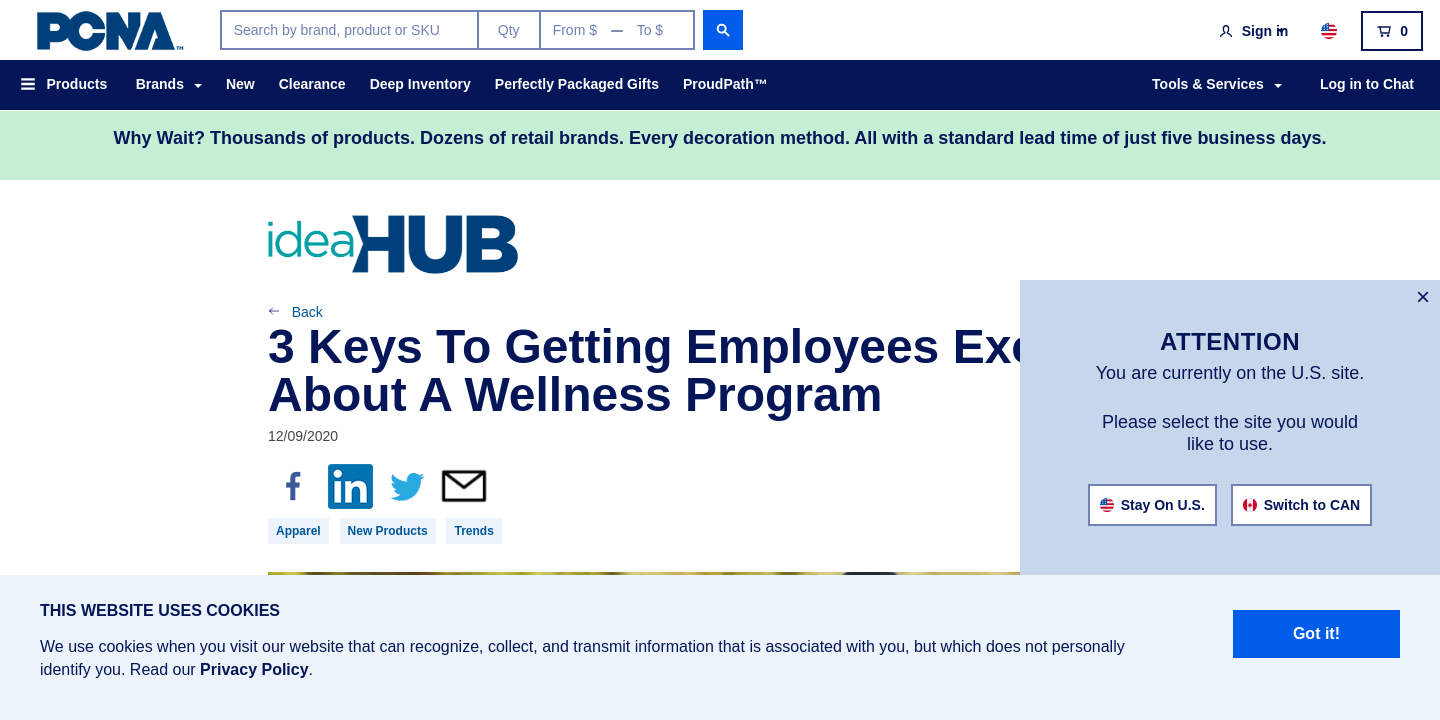 PCNA™
Search by brand, product or SKU
Qty
From $ — To $
Sign in
0
Products
Brands
New
Clearance
Deep Inventory
Perfectly Packaged Gifts
ProudPath™
Tools & Services
Log in to Chat
Why Wait? Thousands of products. Dozens of retail brands. Every decoration method. All with a standard lead time of just five business days.
ideaHUB
Back
3 Keys To Getting Employees Exc
About A Wellness Program
12/09/2020
Apparel
New Products
Trends
×
ATTENTION
You are currently on the U.S. site.
Please select the site you would
like to use.
Stay On U.S.
Switch to CAN
THIS WEBSITE USES COOKIES
We use cookies when you visit our website that can recognize, collect, and transmit information that is associated with you, but which does not personally
identify you. Read our Privacy Policy.
Got it!